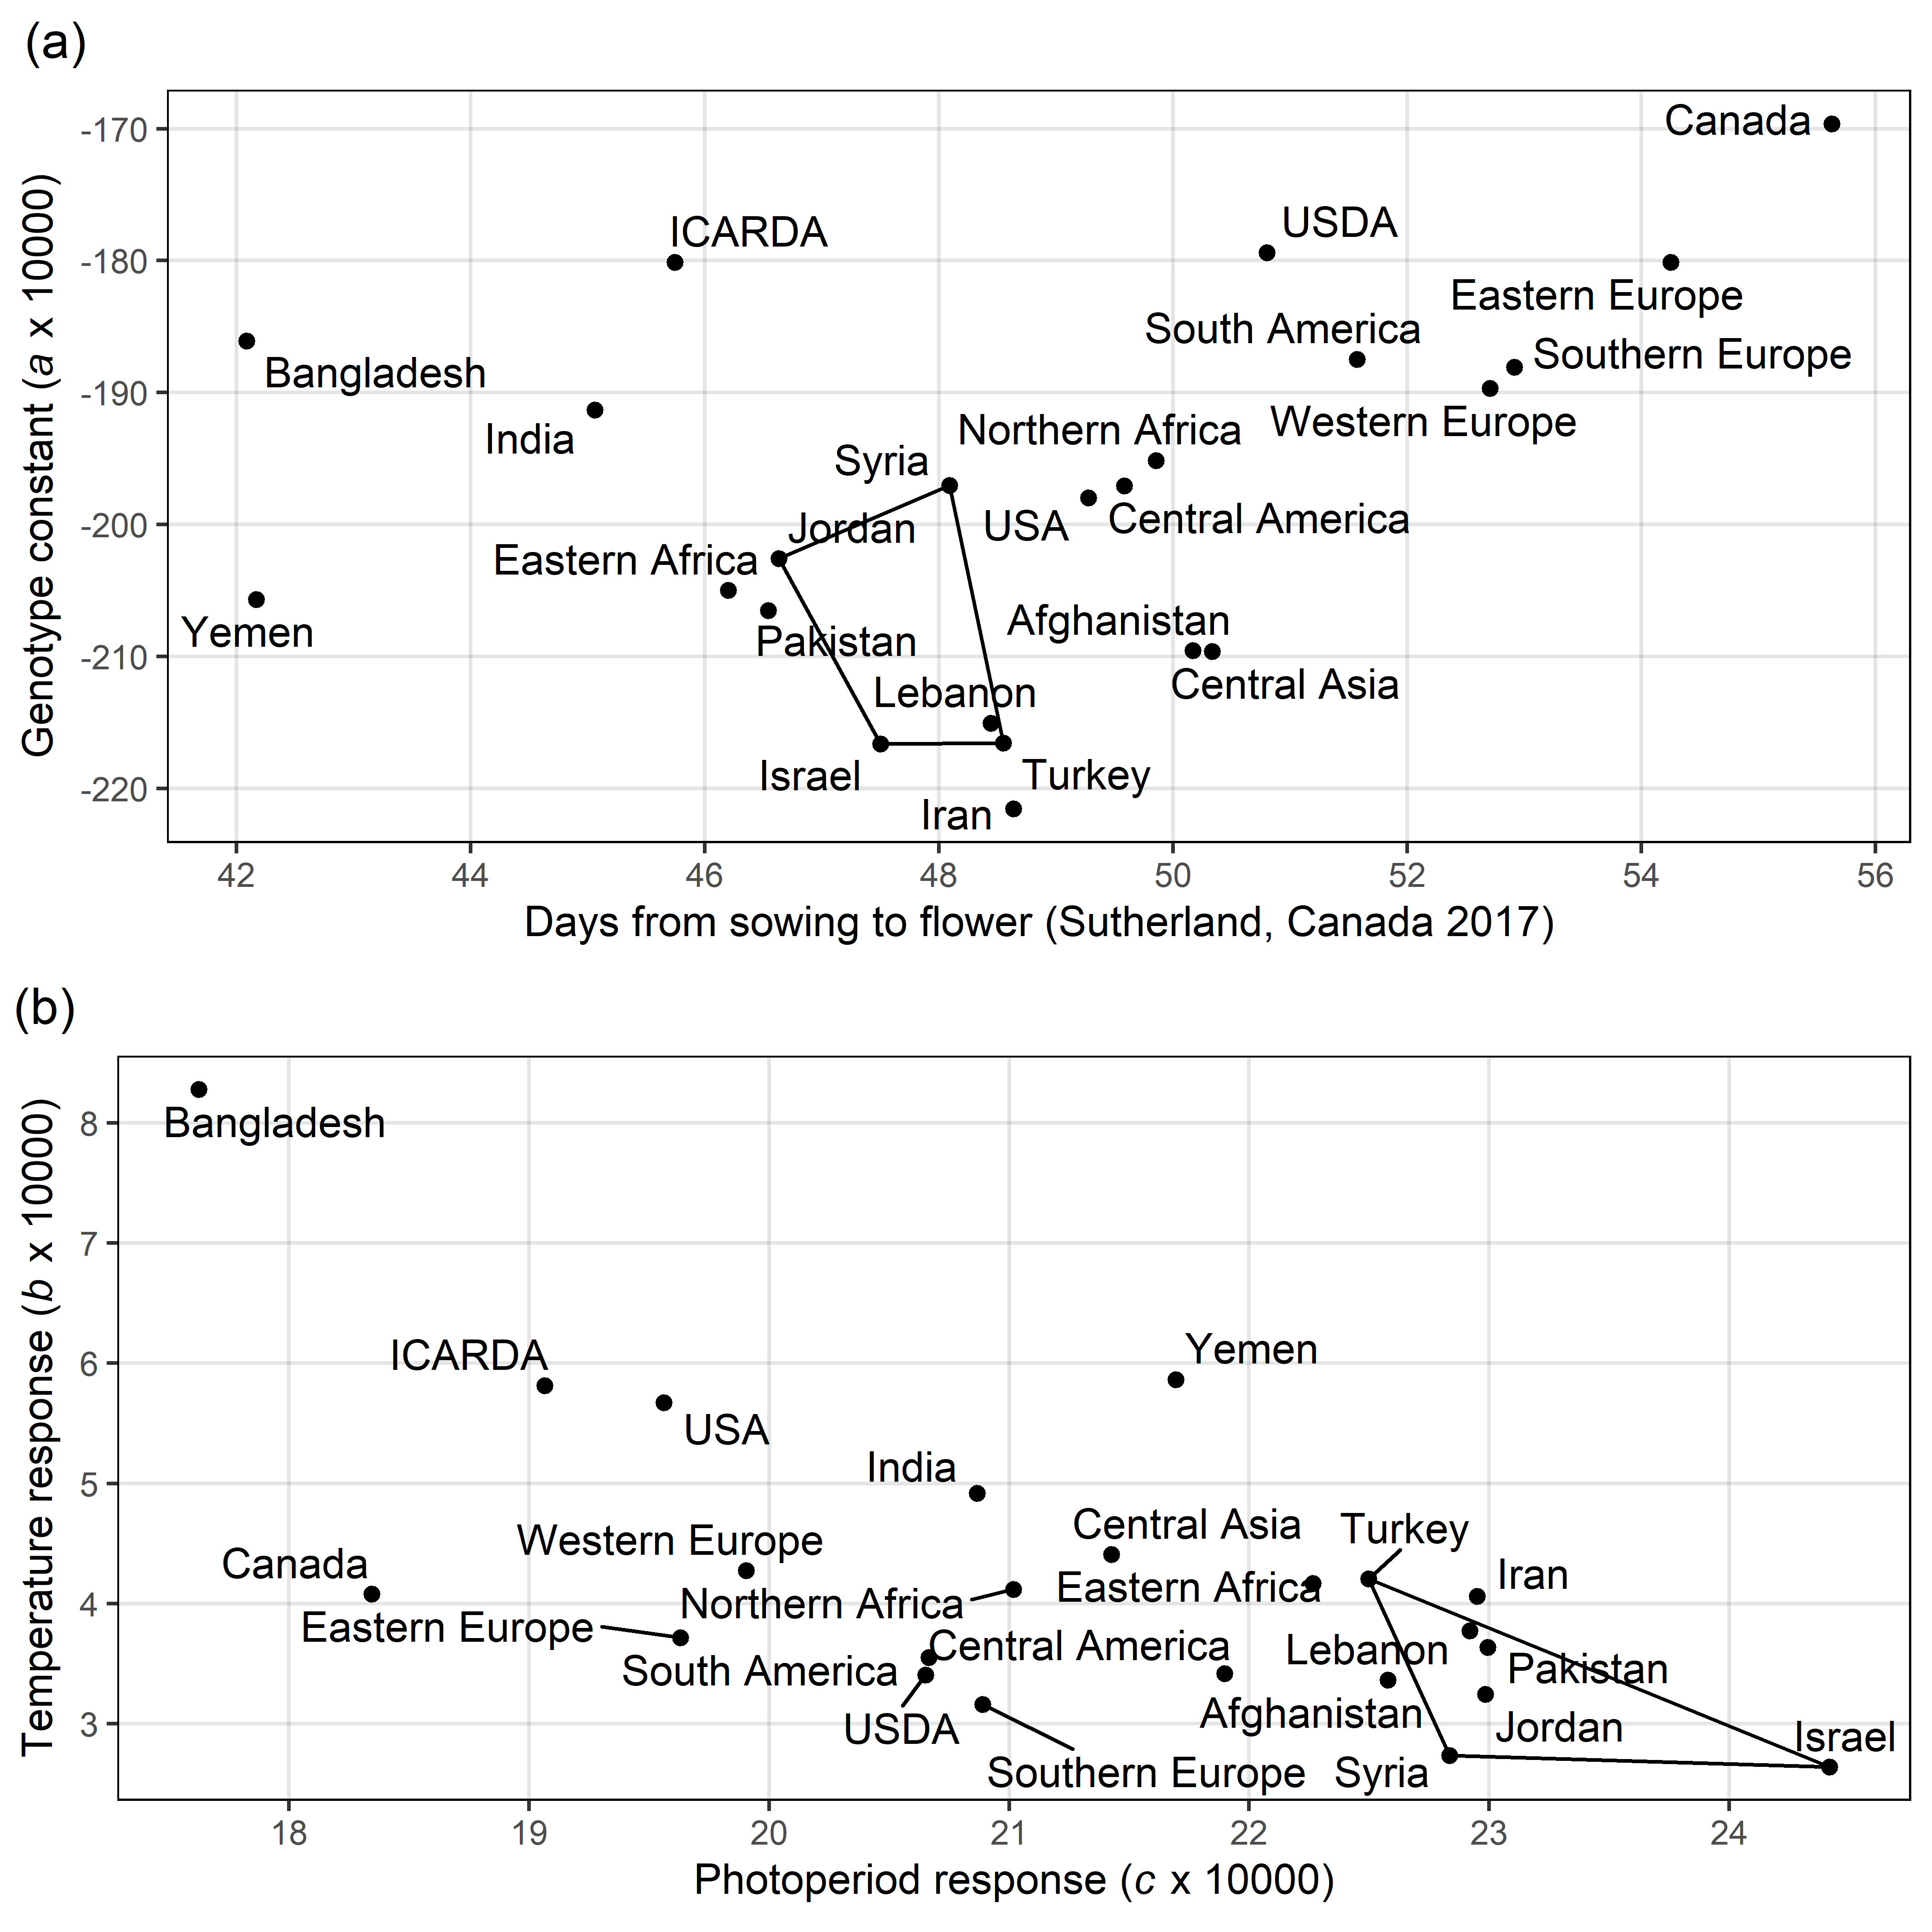 (a)
Genotype constant (a x 10000)
-170
-180
-190
-200
-210
-220
Canada
USDA
ICARDA
Eastern Europe
South America
Southern Europe
Bangladesh
Western Europe
India
Northern Africa
Syria
USA
Central America
Jordan
Eastern Africa
Yemen
Afghanistan
Pakistan
Central Asia
Lebanon
Israel
Turkey
Iran
42 44 46 48 50 52 54 56
Days from sowing to flower (Sutherland, Canada 2017)
(b)
Temperature response (b x 10000)
8
7
6
5
4
3
Bangladesh
ICARDA
Yemen
USA
India
Central Asia
Turkey
Western Europe
Canada
Iran
Eastern Africa
Northern Africa
Eastern Europe
Central America
Lebanon
South America
Pakistan
Afghanistan
USDA
Jordan
Israel
Southern Europe
Syria
18 19 20 21 22 23 24
Photoperiod response (c x 10000)